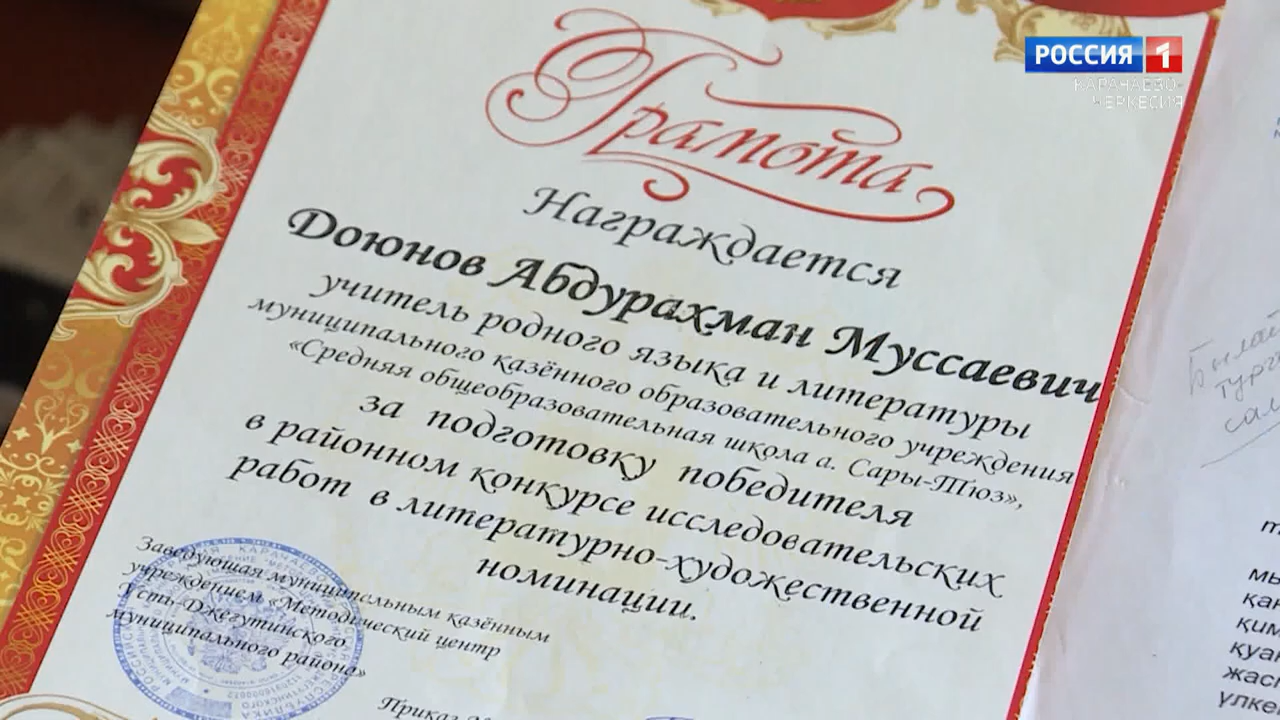 РОССИЯ 1
КАРАЧАЕВО-
ЧЕРКЕСИЯ
Грамота
Награждается
Доюнов Абдурахман Муссаевич
учитель родного языка и литературы
муниципального казённого образовательного учреждения
«Средняя общеобразовательная школа а. Сары-Тюз»,
за подготовку победителя
в районном конкурсе исследовательских
работ в литературно-художественной
номинации.
Заведующая муниципальным казённым
учреждением «Методический центр
Усть-Джегутинского
муниципального района»
Приказ